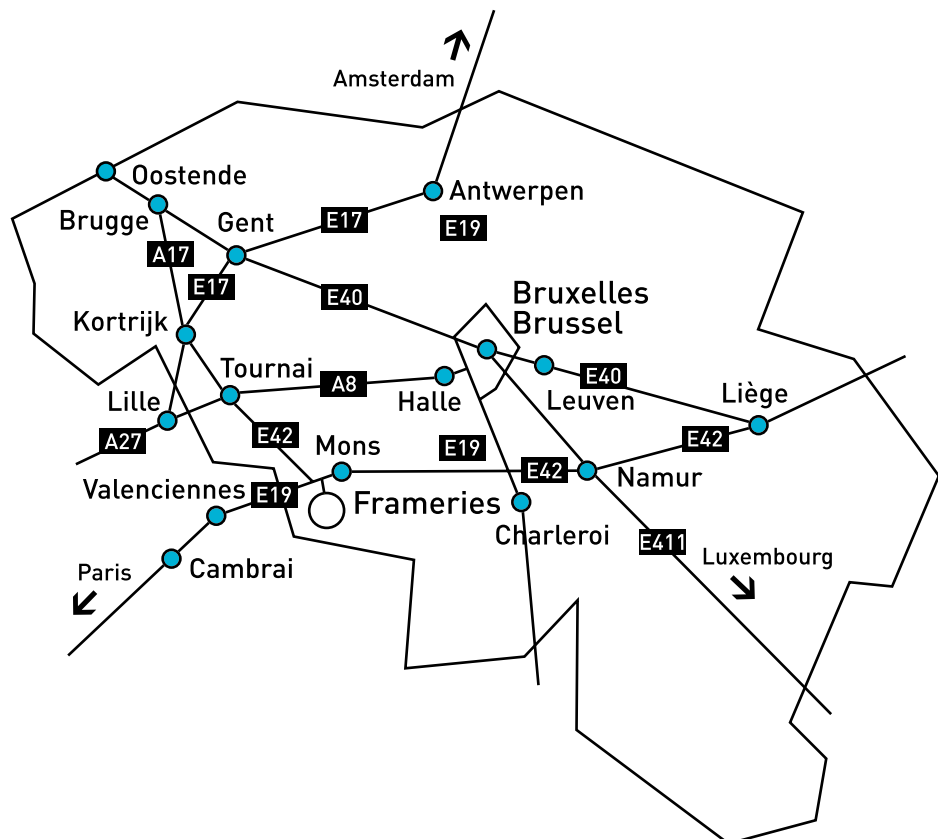 Amsterdam
Oostende
Antwerpen
Brugge
Gent
E17
E19
A17
E17
E40
Bruxelles
Brussel
Kortrijk
Tournai
A8
E40
Liège
Halle
Leuven
Lille
A27
E42
Mons
E19
E42
E42
Namur
Valenciennes
E19
Frameries
Charleroi
E411
Luxembourg
Cambrai
Paris